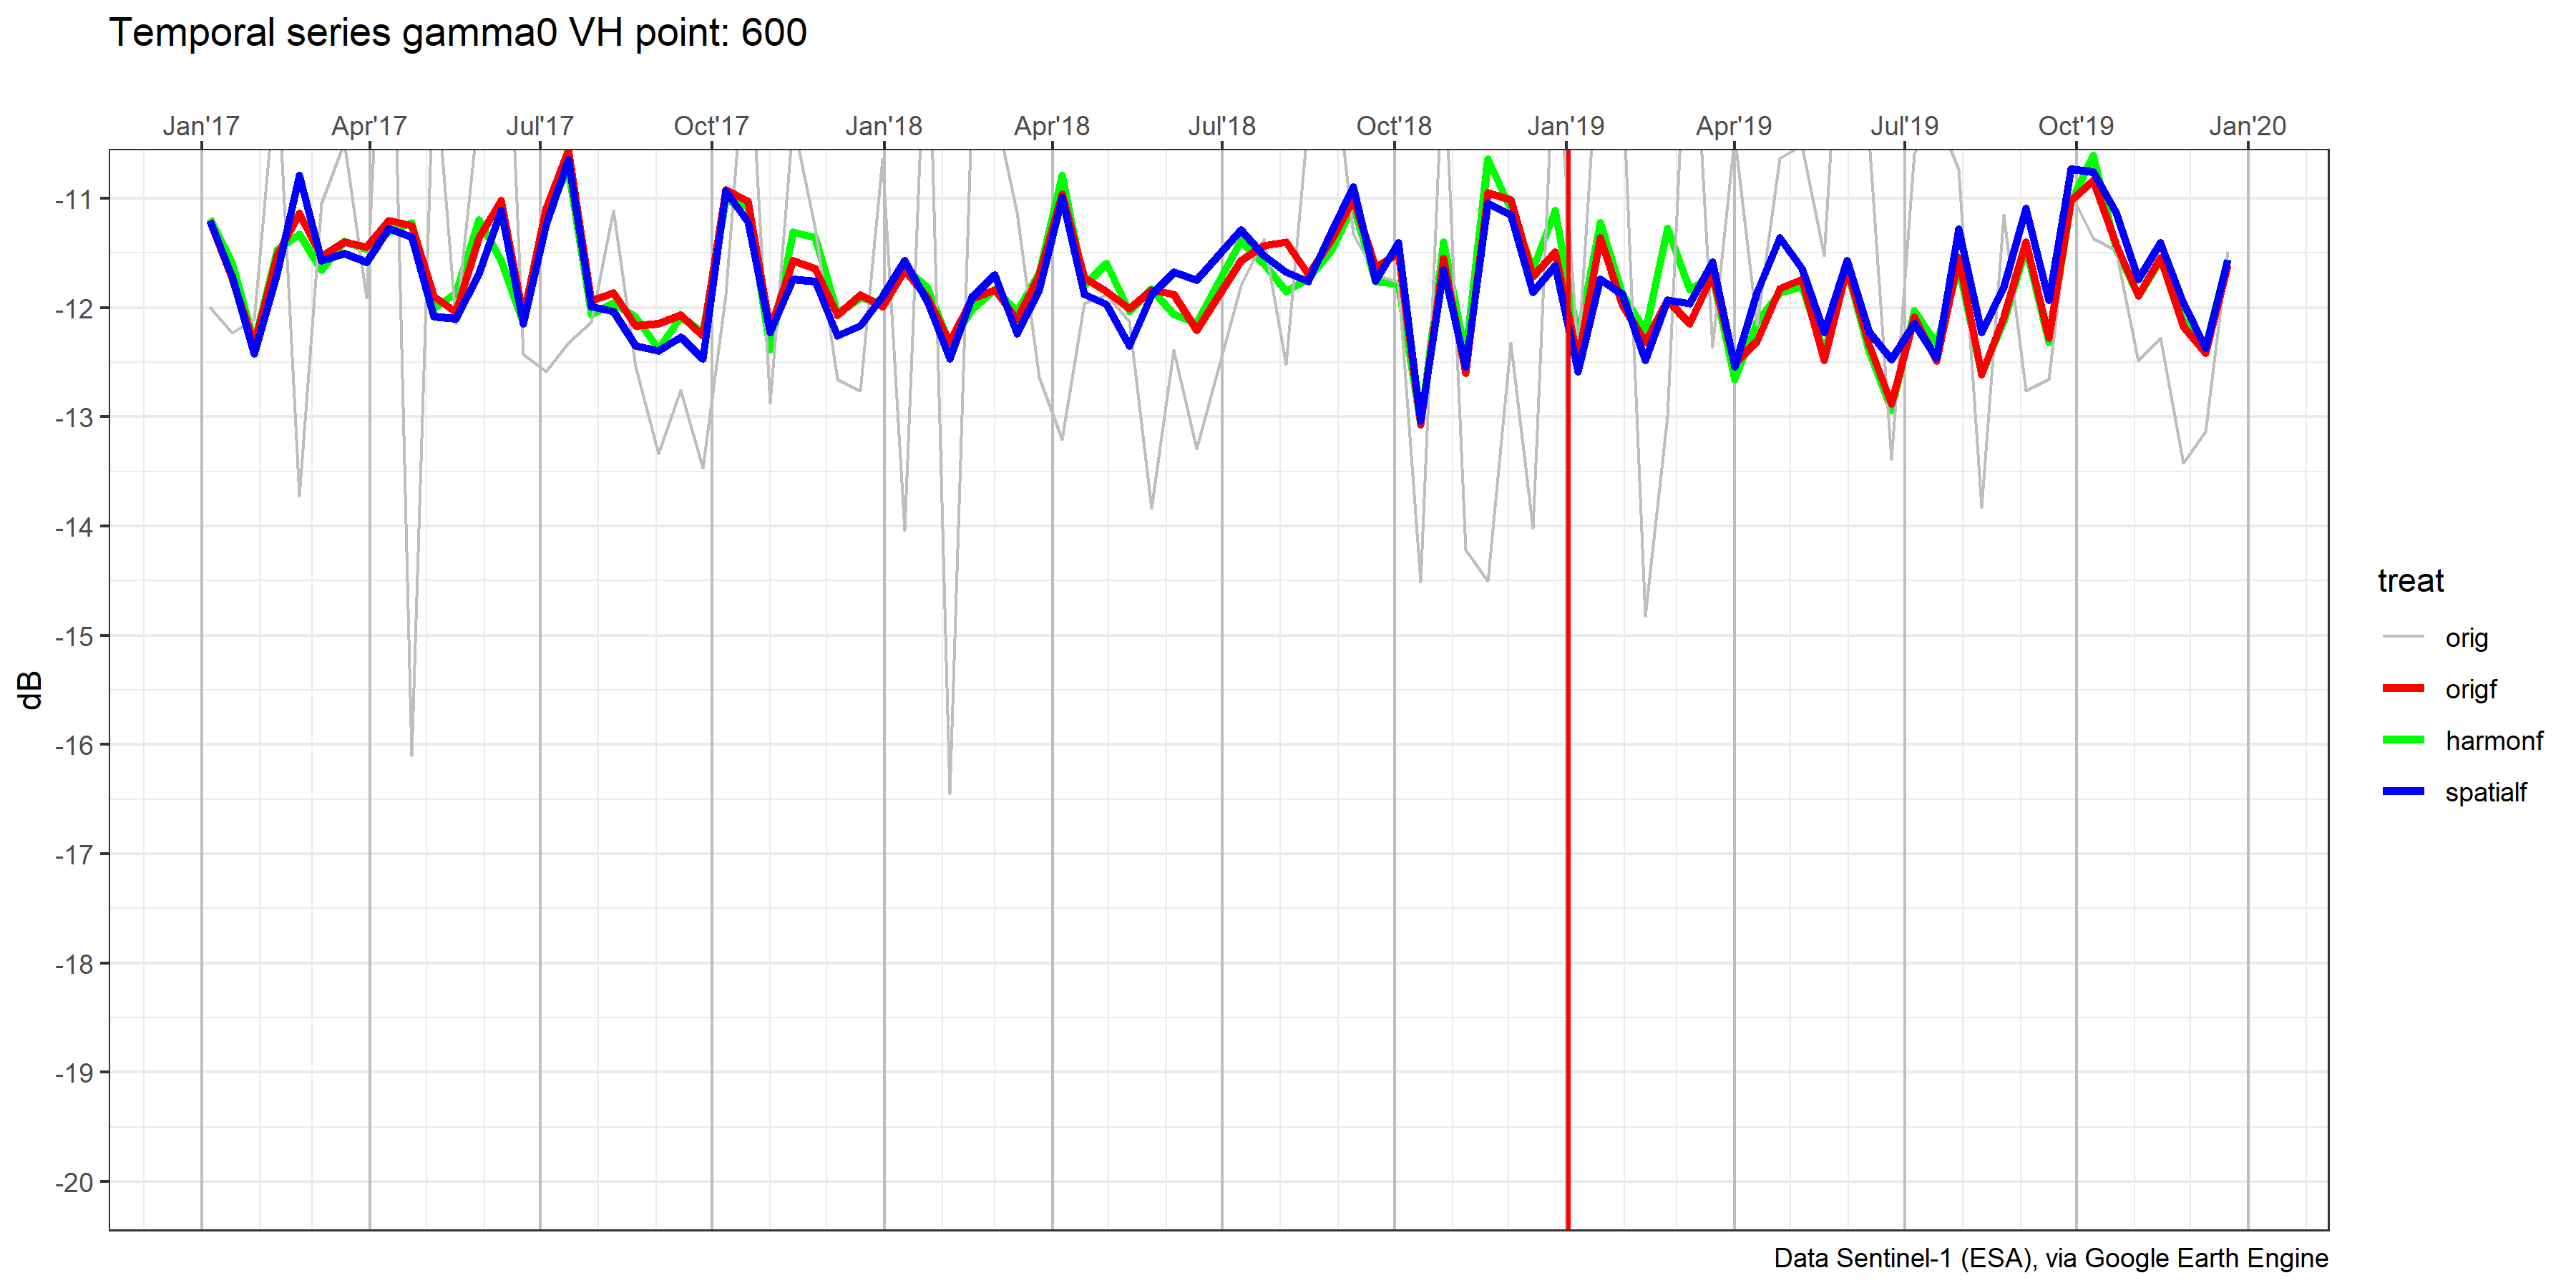 Temporal series gamma0 VH point: 600
Jan'17 Apr'17 Jul'17 Oct'17 Jan'18 Apr'18 Jul'18 Oct'18 Jan'19 Apr'19 Jul'19 Oct'19 Jan'20
-11
-12
-13
-14
-15
-16
-17
-18
-19
-20
dB
treat
orig
origf
harmonf
spatialf
Data Sentinel-1 (ESA), via Google Earth Engine